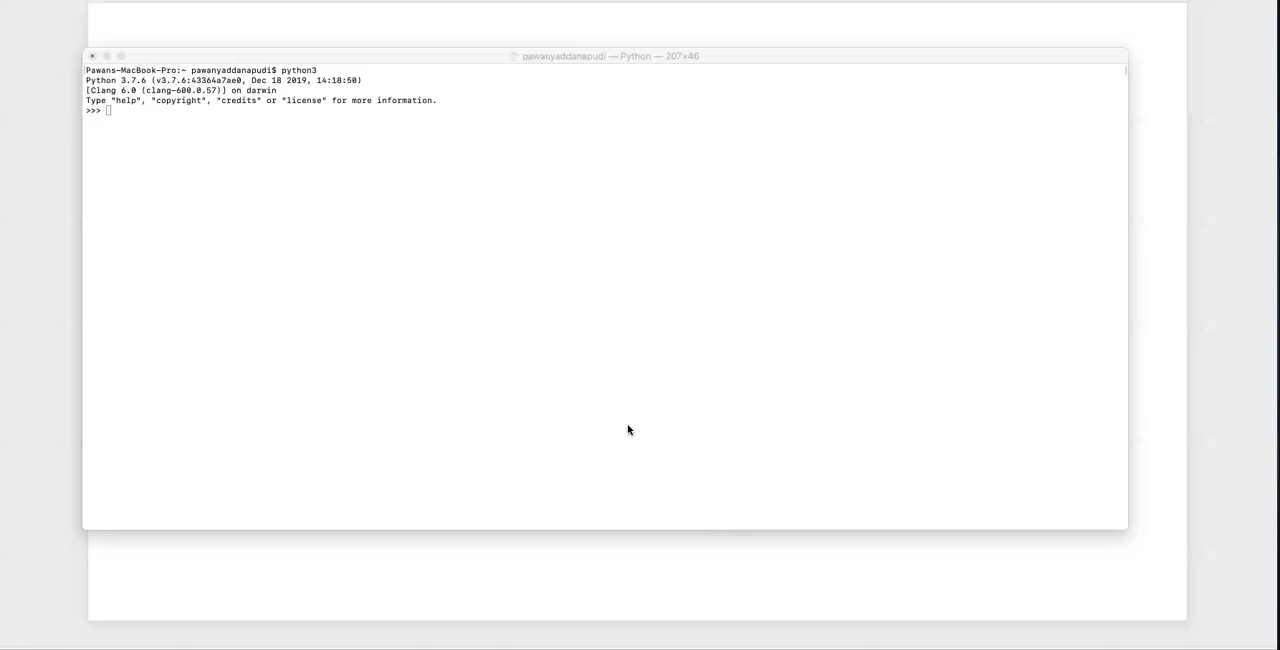 pawanyaddanapudi — Python — 207×46
Pawans-MacBook-Pro:~ pawanyaddanapudi$ python3
Python 3.7.6 (v3.7.6:43364a7ae0, Dec 18 2019, 14:18:50)
[Clang 6.0 (clang-600.0.57)] on darwin
Type "help", "copyright", "credits" or "license" for more information.
>>>